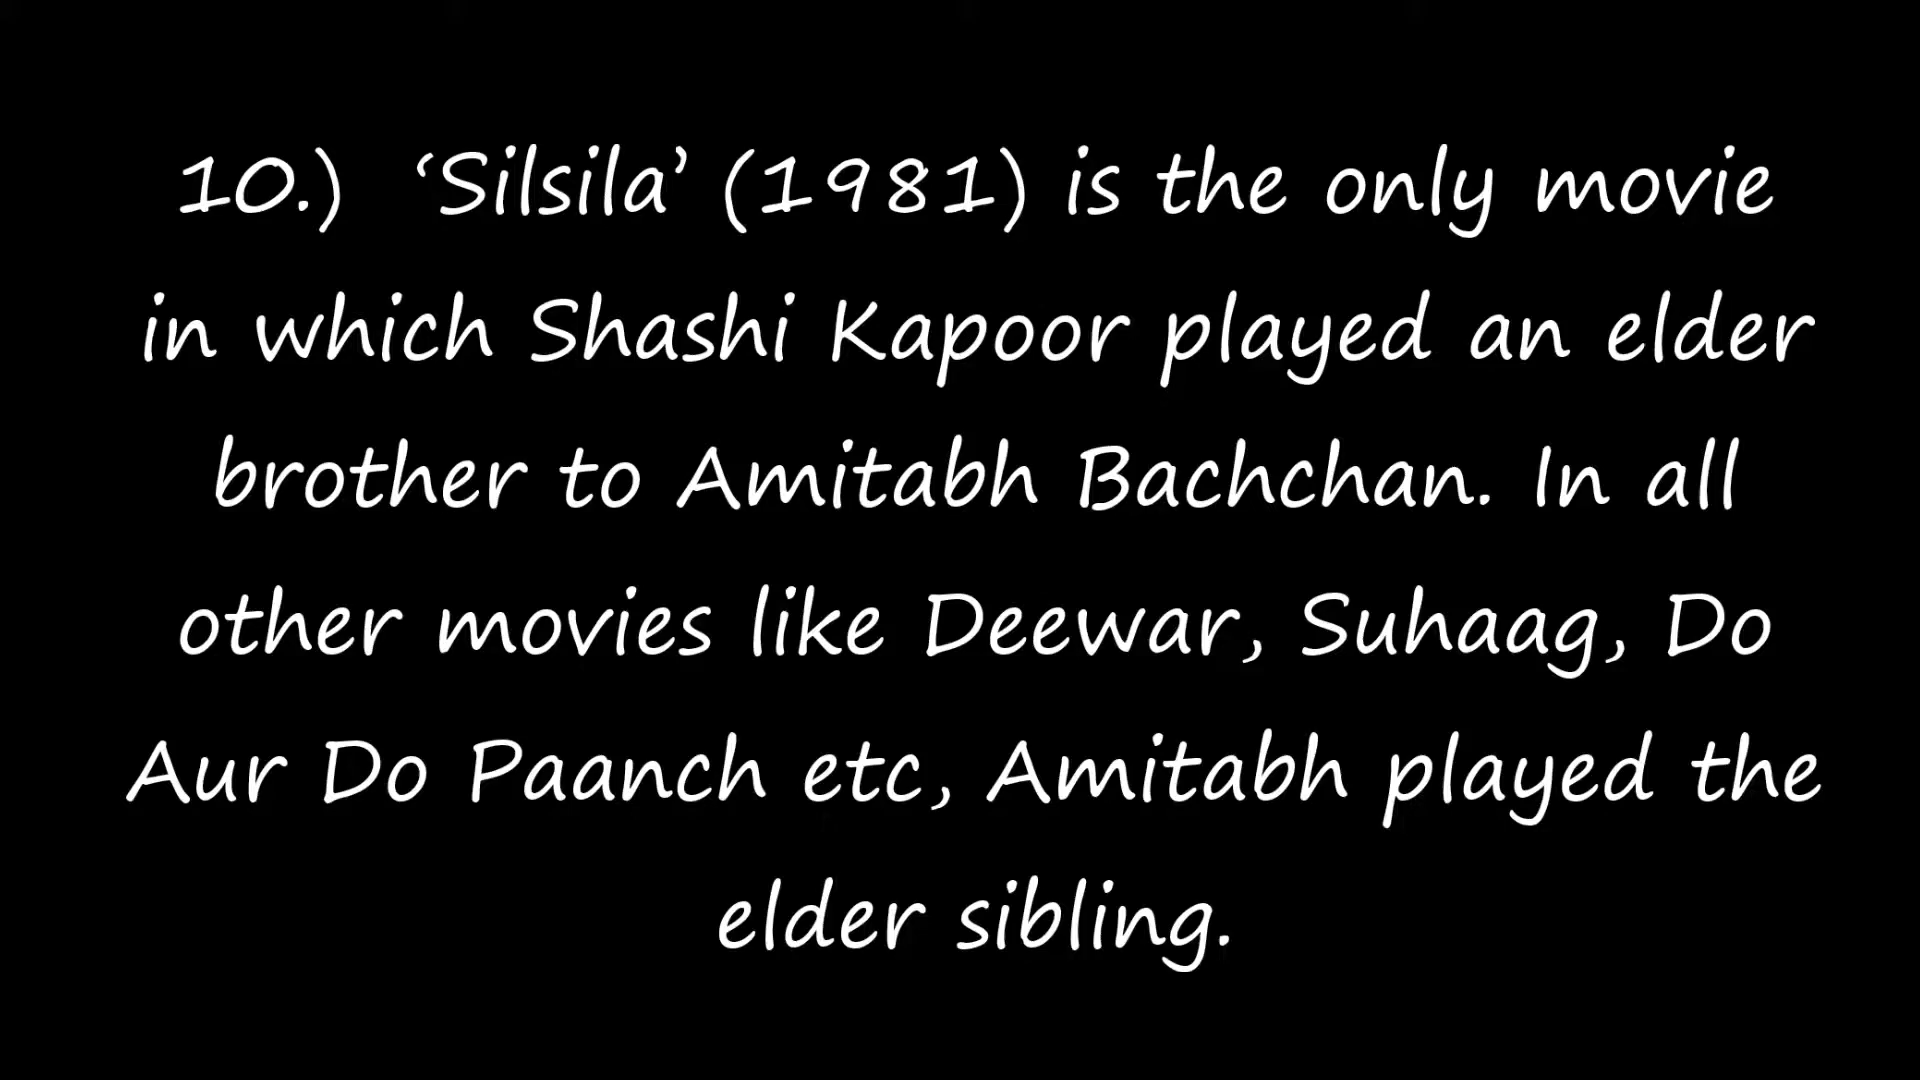 10.) ‘Silsila’ (1981) is the only movie
in which Shashi Kapoor played an elder
brother to Amitabh Bachchan. In all
other movies like Deewar, Suhaag, Do
Aur Do Paanch etc, Amitabh played the
elder sibling.